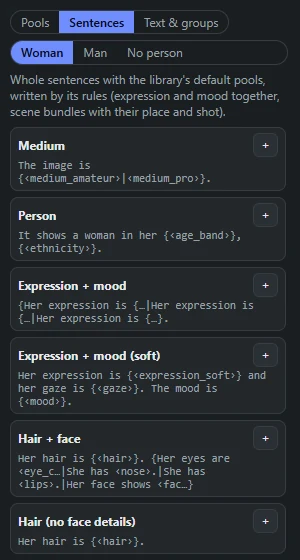 Pools Sentences Text & groups
Woman Man No person
Whole sentences with the library's default pools,
written by its rules (expression and mood together,
scene bundles with their place and shot).
Medium +
The image is
{‹medium_amateur›|‹medium_pro›}.
Person +
It shows a woman in her {‹age_band›},
{‹ethnicity›}.
Expression + mood +
{Her expression is {…|Her expression is
{…|Her expression is {…}.
Expression + mood (soft) +
Her expression is {‹expression_soft›} and
her gaze is {‹gaze›}. The mood is
{‹mood›}.
Hair + face +
Her hair is {‹hair›}. {Her eyes are
‹eye_c…|She has ‹nose›.|She has
‹lips›.|Her face shows ‹fac…}
Hair (no face details) +
Her hair is {‹hair›}.